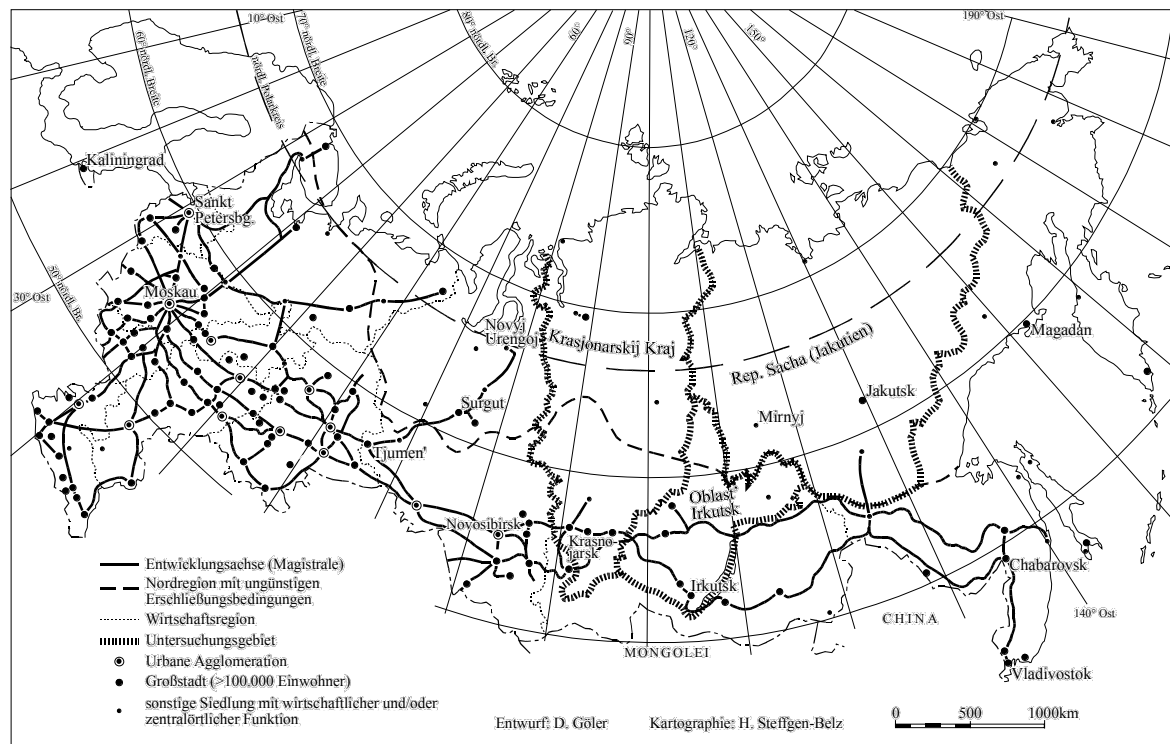 10° Ost
60° nördl. Breite
nördl. Polarkreis
70° nördl. Breite
80° nördl. Br.
60°
90°
120°
150°
190° Ost
Kaliningrad
Sankt
Petersbg.
50° nördl. Br.
30° Ost
Moskau
Novyj
Urengoj
Krasjonarskij Kraj
Rep. Sacha (Jakutien)
Magadan
Surgut
Mirnyj
Jakutsk
Tjumen'
Oblast'
Irkutsk
Novosibirsk
Krasno-
jarsk
Irkutsk
Chabarovsk
140° Ost
CHINA
MONGOLEI
Vladivostok
Entwicklungsachse (Magistrale)
Nordregion mit ungünstigen
Erschließungsbedingungen
Wirtschaftsregion
Untersuchungsgebiet
Urbane Agglomeration
Großstadt (>100.000 Einwohner)
sonstige Siedlung mit wirtschaftlicher und/oder
zentralörtlicher Funktion
Entwurf: D. Göler
Kartographie: H. Steffgen-Belz
0 500 1000km